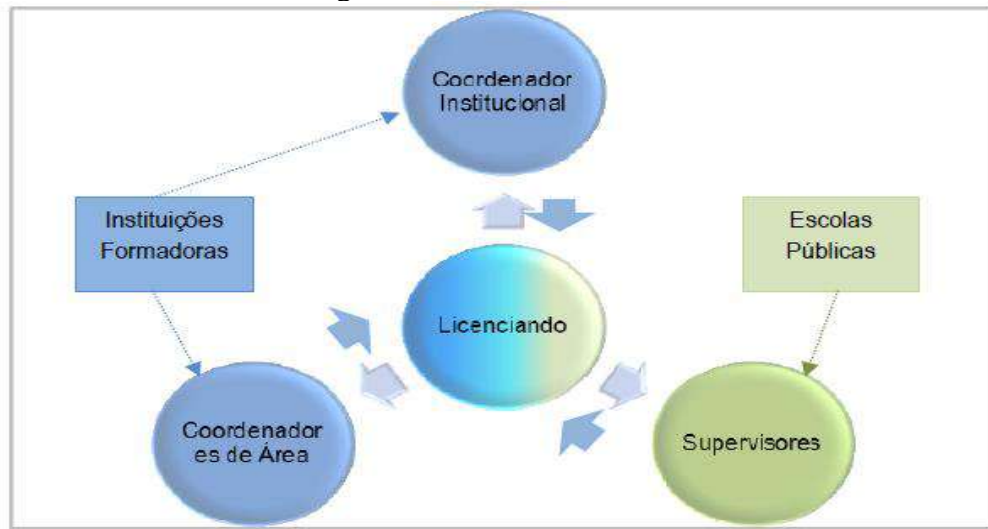 Coordenador
Institucional
Instituições
Formadoras
Escolas
Públicas
Licenciando
Coordenador
es de Área
Supervisores